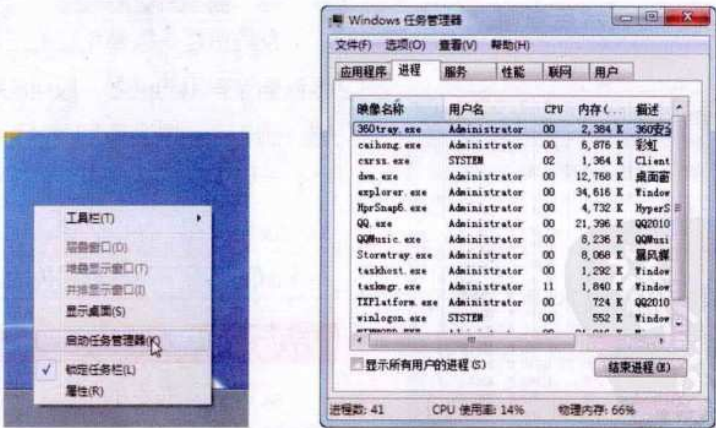 工具栏(T)
层叠窗口(D)
堆叠显示窗口(T)
并排显示窗口(I)
显示桌面(S)
启动任务管理器(K)
锁定任务栏(L)
属性(R)
Windows 任务管理器
文件(F) 选项(O) 查看(V) 帮助(H)
应用程序 进程 服务 性能 联网 用户
映像名称 用户名 CPU 内存(... 描述
360tray.exe Administrator 00 2,384 K 360安全
caihong.exe Administrator 00 6,876 K 彩虹
csrss.exe SYSTEM 02 1,364 K Client
dwm.exe Administrator 00 12,768 K 桌面窗
explorer.exe Administrator 00 34,616 K Window
HprSnap6.exe Administrator 00 4,732 K HyperS
QQ.exe Administrator 00 21,396 K QQ2010
QQMusic.exe Administrator 00 8,236 K QQMusi
Stormtray.exe Administrator 00 8,068 K 暴风媒
taskhost.exe Administrator 00 1,292 K Window
taskmgr.exe Administrator 11 1,840 K Window
TXPlatform.exe Administrator 00 724 K QQ2010
winlogon.exe SYSTEM 00 552 K Window
显示所有用户的进程(S) 结束进程(E)
进程数: 41 CPU 使用率: 14% 物理内存: 66%